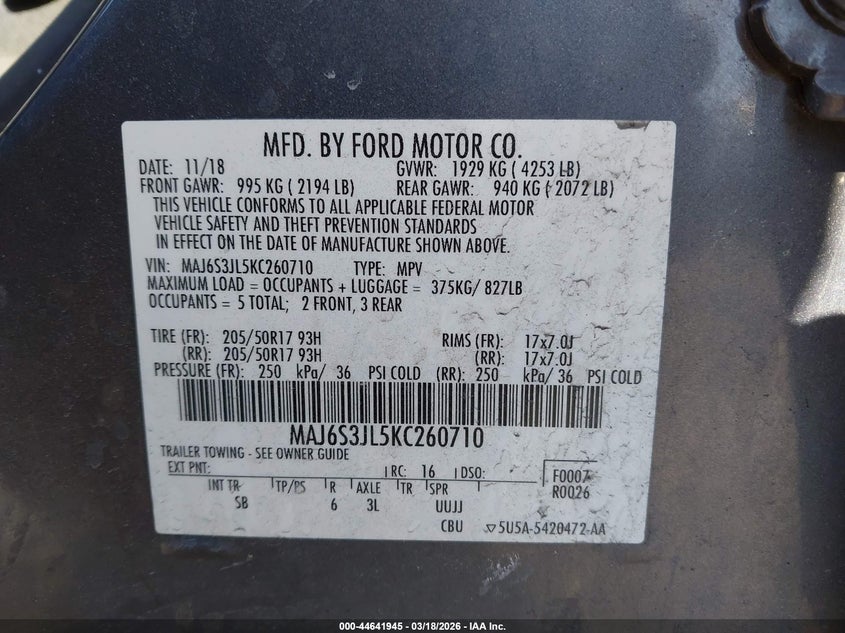 MFD. BY FORD MOTOR CO.
DATE: 11/18 GVWR: 1929 KG ( 4253 LB)
FRONT GAWR: 995 KG ( 2194 LB) REAR GAWR: 940 KG ( 2072 LB)
THIS VEHICLE CONFORMS TO ALL APPLICABLE FEDERAL MOTOR
VEHICLE SAFETY AND THEFT PREVENTION STANDARDS
IN EFFECT ON THE DATE OF MANUFACTURE SHOWN ABOVE.
VIN: MAJ6S3JL5KC260710 TYPE: MPV
MAXIMUM LOAD = OCCUPANTS + LUGGAGE = 375KG/ 827LB
OCCUPANTS = 5 TOTAL; 2 FRONT, 3 REAR
TIRE (FR): 205/50R17 93H RIMS (FR): 17x7.0J
(RR): 205/50R17 93H (RR): 17x7.0J
PRESSURE (FR): 250 kPa/ 36 PSI COLD (RR): 250 kPa/ 36 PSI COLD
MAJ6S3JL5KC260710
TRAILER TOWING - SEE OWNER GUIDE
EXT PNT: RC: 16 DSO: F0007
INT TR TP/PS R AXLE TR SPR R0026
SB 6 3L UUJJ
CBU 5U5A-5420472-AA
000-44641945 - 03/18/2026 - IAA Inc.